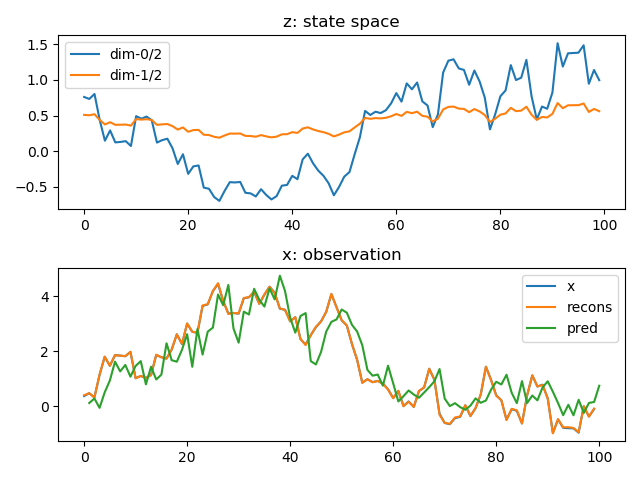 z: state space
1.5
1.0
0.5
0.0
−0.5
dim-0/2
dim-1/2
0 20 40 60 80 100
x: observation
4
2
0
x
recons
pred
0 20 40 60 80 100